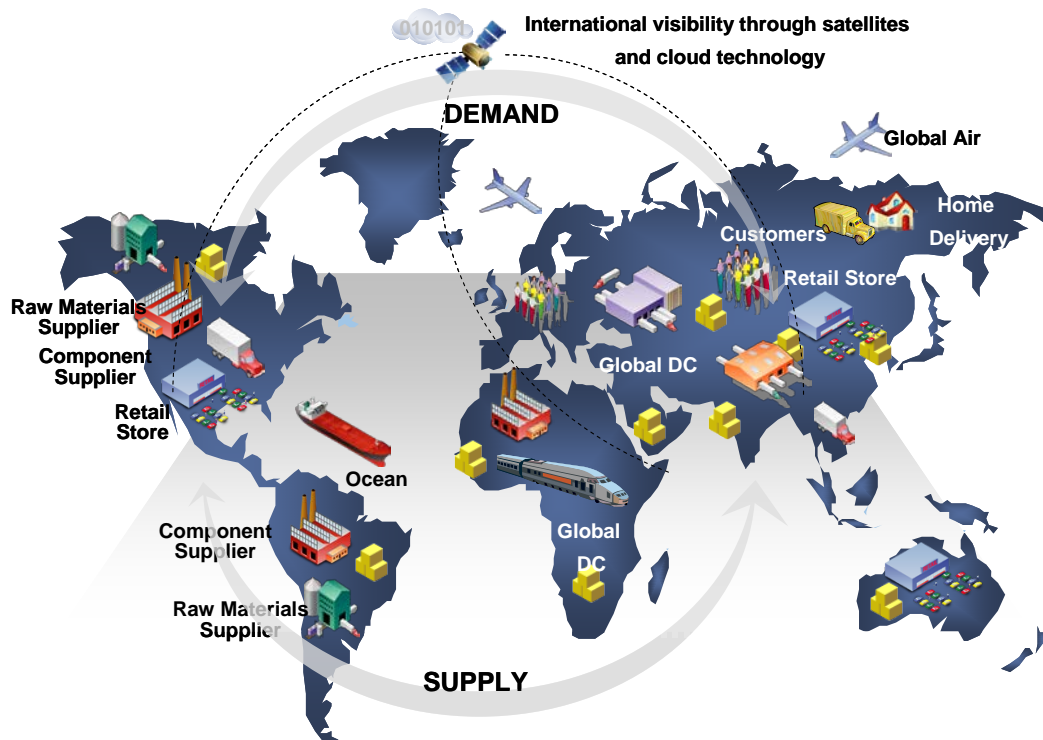 010101
International visibility through satellites
and cloud technology
DEMAND
Global Air
Home
Delivery
Customers
Retail Store
Raw Materials
Supplier
Component
Supplier
Global DC
Retail
Store
Ocean
Component
Supplier
Global
DC
Raw Materials
Supplier
SUPPLY